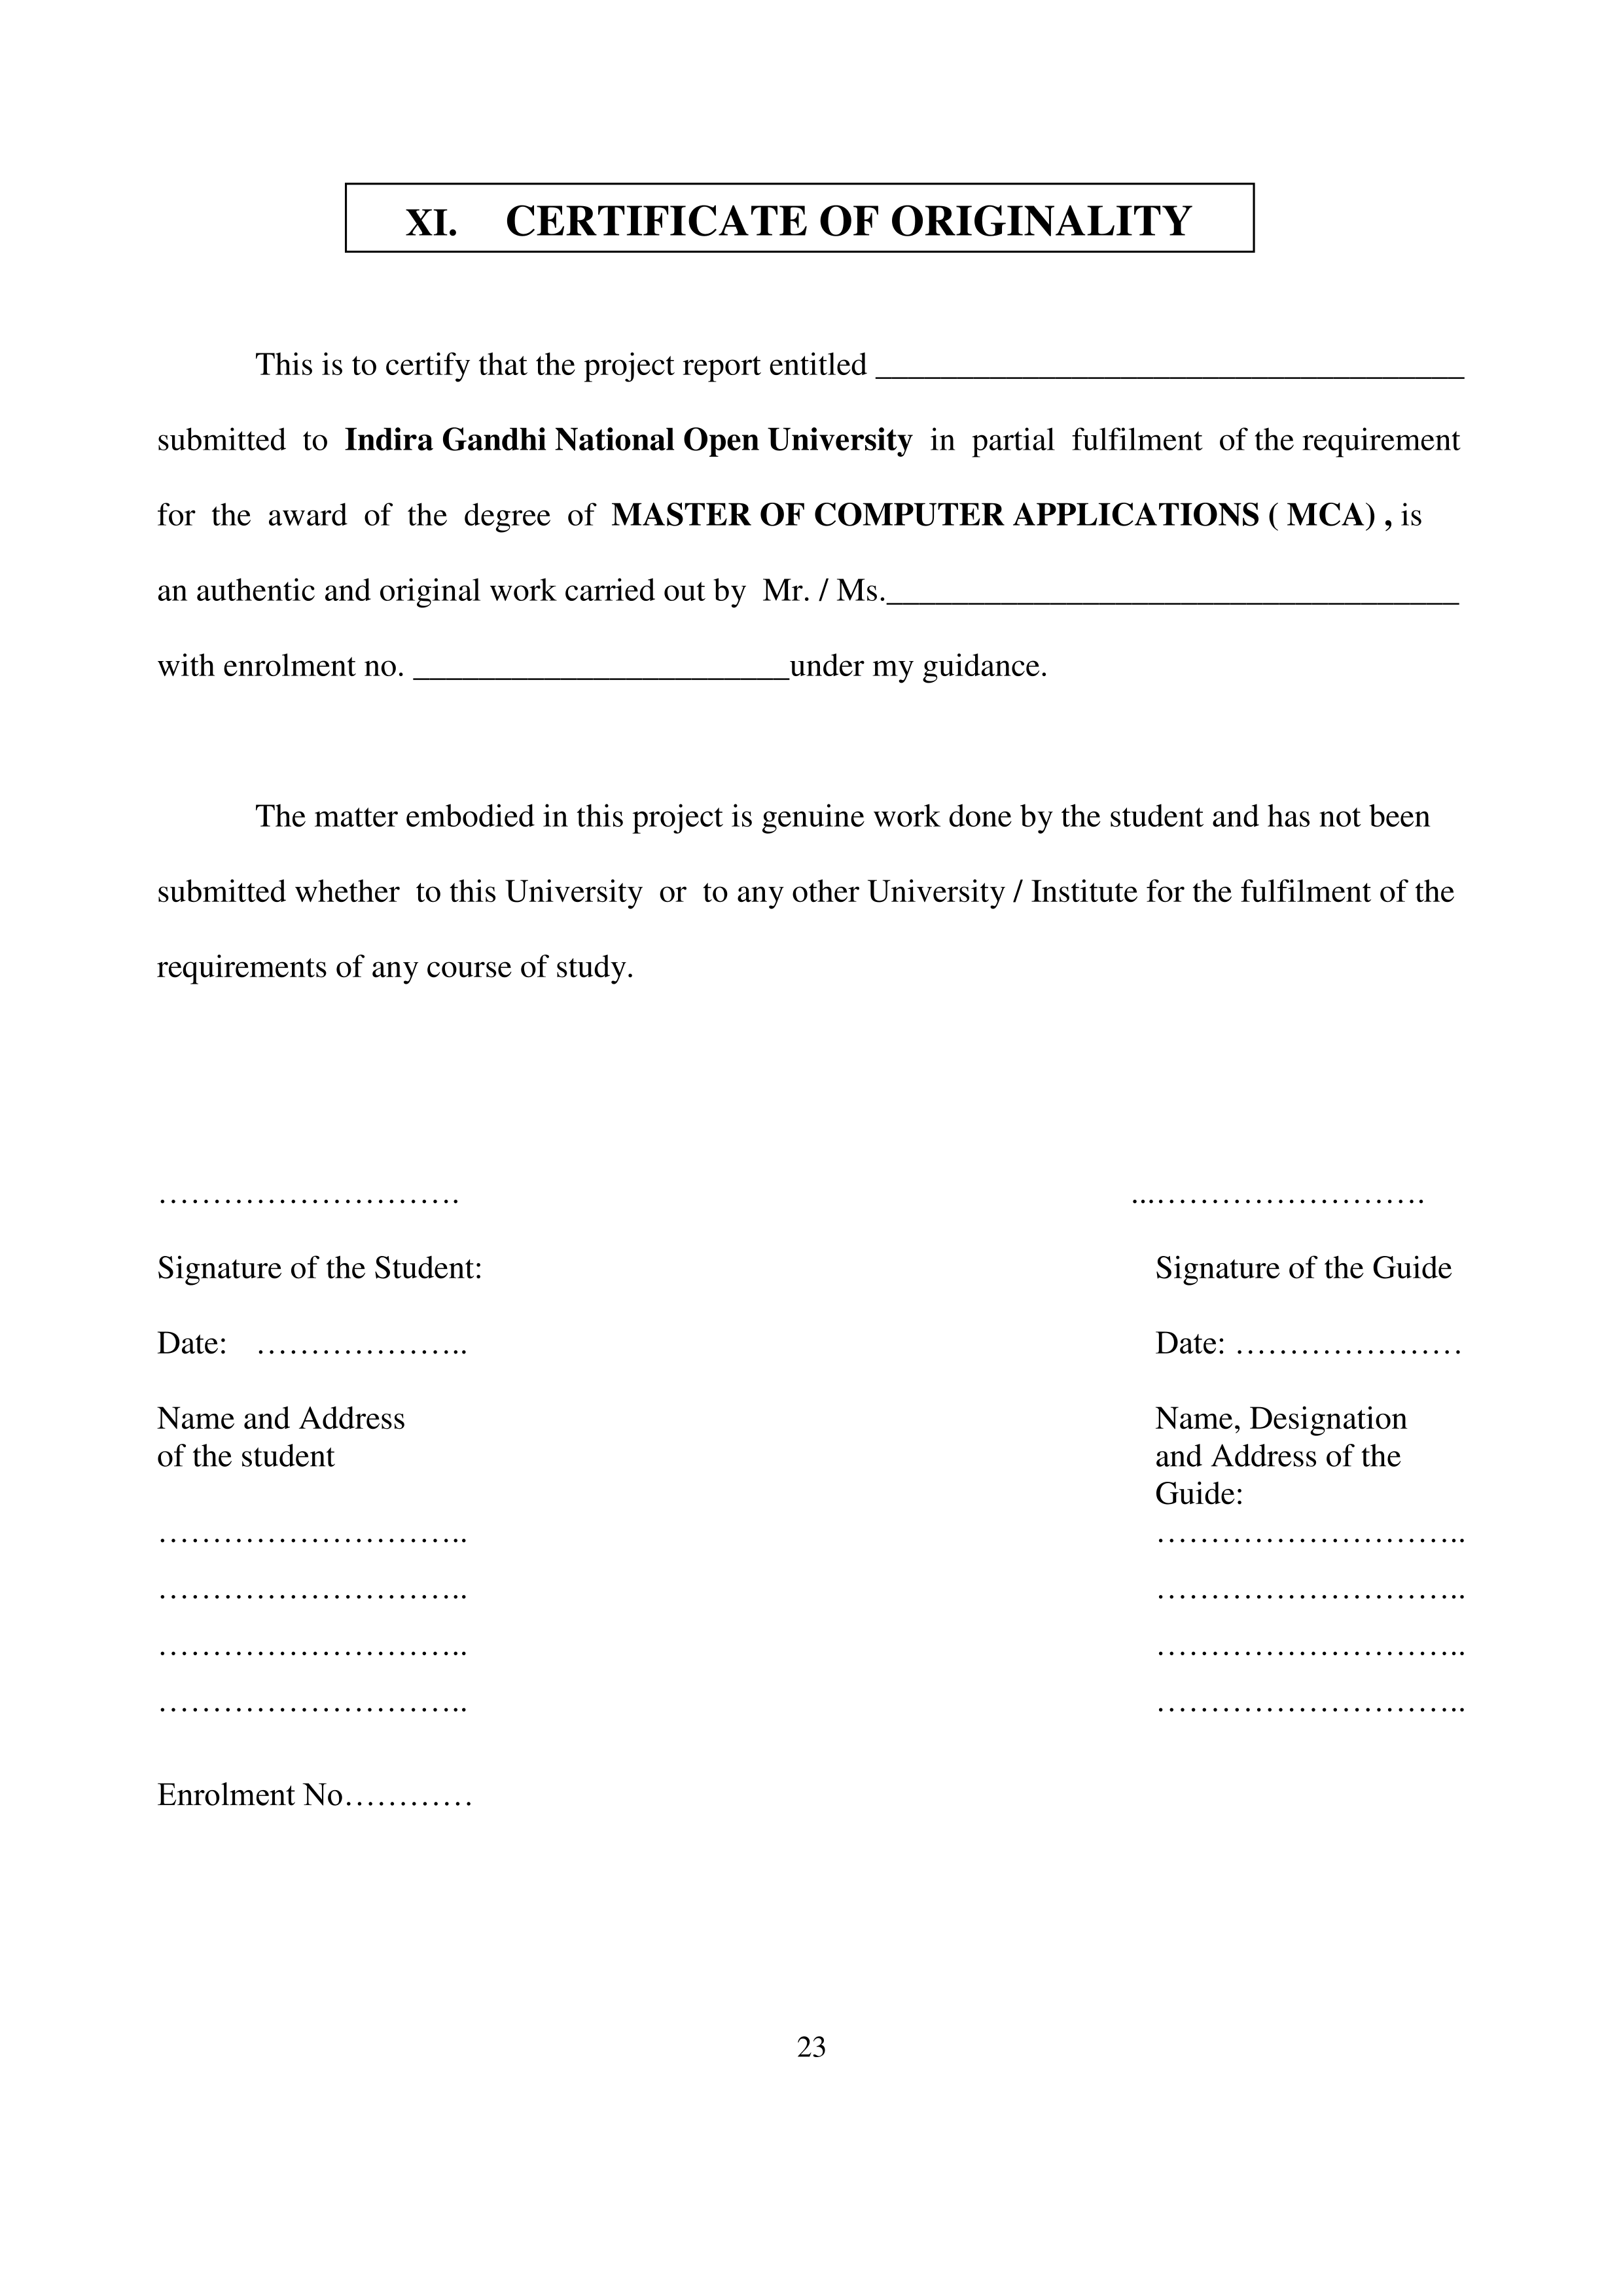 XI. CERTIFICATE OF ORIGINALITY
This is to certify that the project report entitled ____________________________________
submitted to Indira Gandhi National Open University in partial fulfilment of the requirement
for the award of the degree of MASTER OF COMPUTER APPLICATIONS ( MCA) , is
an authentic and original work carried out by Mr. / Ms.___________________________________
with enrolment no. _______________________under my guidance.
The matter embodied in this project is genuine work done by the student and has not been
submitted whether to this University or to any other University / Institute for the fulfilment of the
requirements of any course of study.
………………………. ...…………………….
Signature of the Student: Signature of the Guide
Date: ……………….. Date: …………………
Name and Address Name, Designation
of the student and Address of the
Guide:
……………………….. ………………………..
……………………….. ………………………..
……………………….. ………………………..
……………………….. ………………………..
Enrolment No…………
23